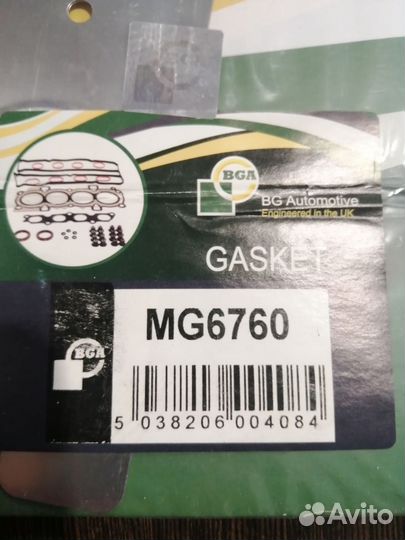 BGA
BG Automotive
Engineered in the UK
GASKET
MG6760
BGA
5 038206 004084
Avito